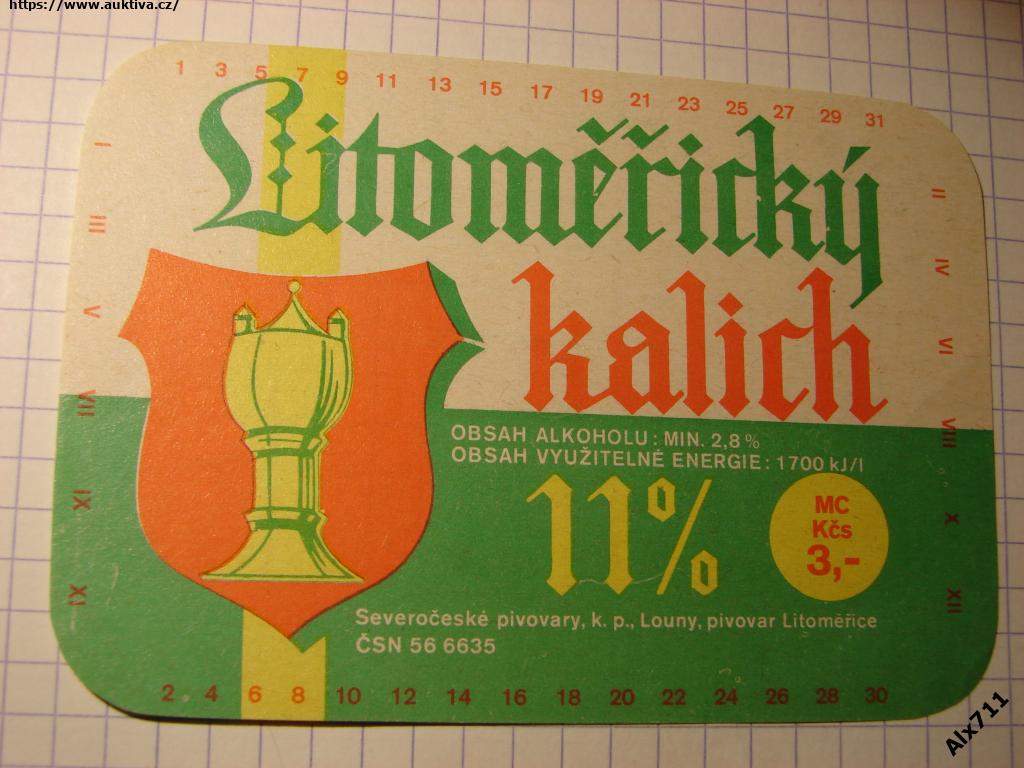 https://www.auktiva.cz/
1 3 5 7 9 11 13 15 17 19 21 23 25 27 29 31
Litoměřický
kalich
I
III
V
VII
IX
XI
II
IV
VI
VIII
X
XII
OBSAH ALKOHOLU: MIN. 2,8%
OBSAH VYUŽITELNÉ ENERGIE: 1700 kJ/l
11%
MC
Kčs
3,-
Severočeské pivovary, k. p., Louny, pivovar Litoměřice
ČSN 56 6635
2 4 6 8 10 12 14 16 18 20 22 24 26 28 30
Alx711